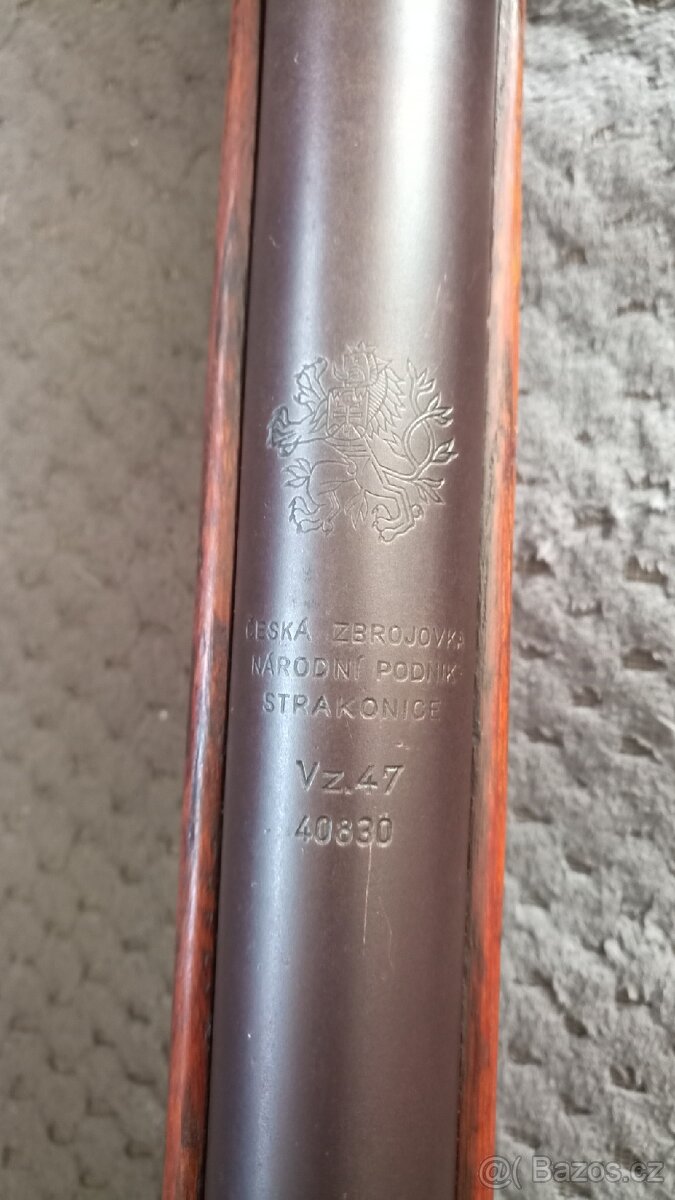 ČESKÁ ZBROJOVKA
NÁRODNÍ PODNIK
STRAKONICE
Vz.47
40830
@( Bazos.cz